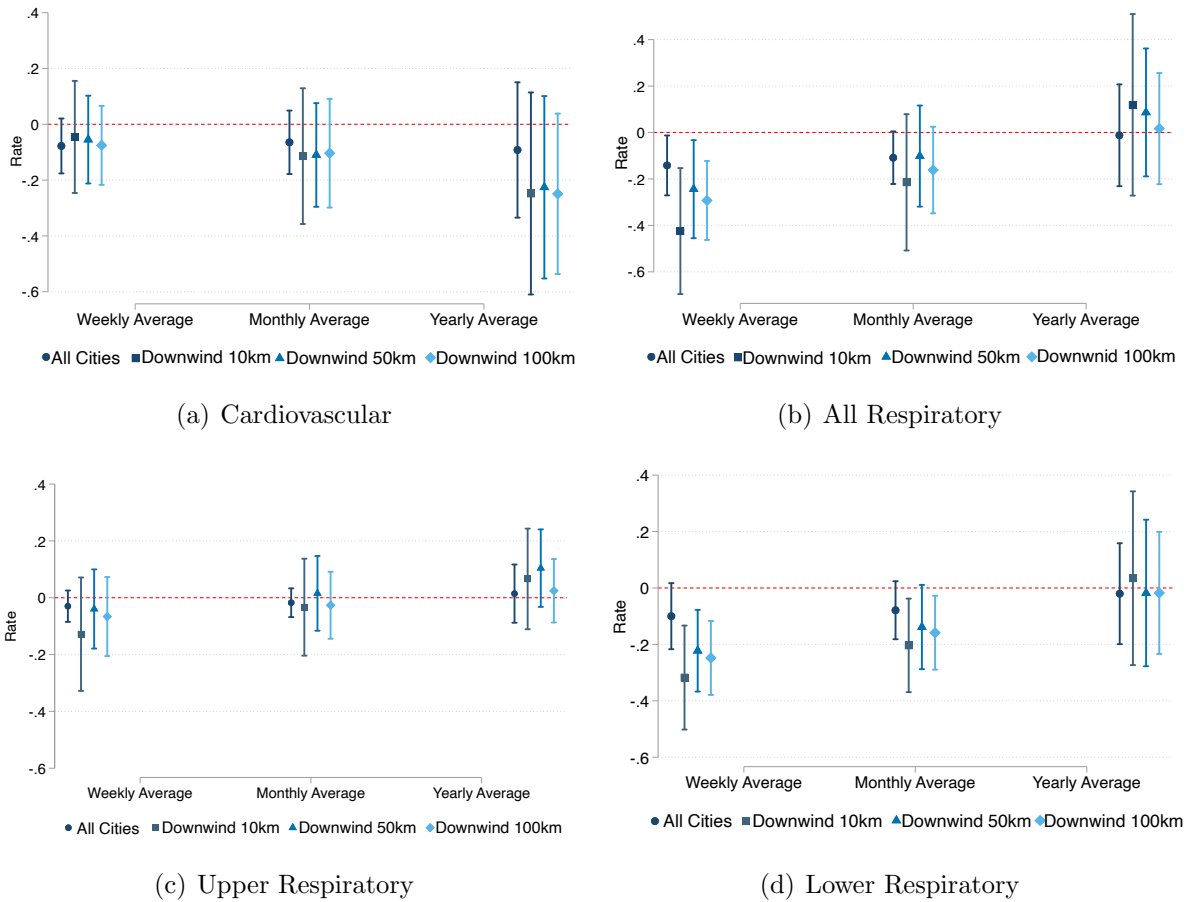 .4
.2
0
-.2
-.4
-.6
Rate
Weekly Average Monthly Average Yearly Average
All Cities Downwind 10km Downwind 50km Downwind 100km
(a) Cardiovascular
.4
.2
0
-.2
-.4
-.6
Rate
Weekly Average Monthly Average Yearly Average
All Cities Downwind 10km Downwind 50km Downwnid 100km
(b) All Respiratory
.4
.2
0
-.2
-.4
-.6
Rate
Weekly Average Monthly Average Yearly Average
All Cities Downwind 10km Downwind 50km Downwind 100km
(c) Upper Respiratory
.4
.2
0
-.2
-.4
-.6
Rate
Weekly Average Monthly Average Yearly Average
All Cities Downwind 10km Downwind 50km Downwind 100km
(d) Lower Respiratory